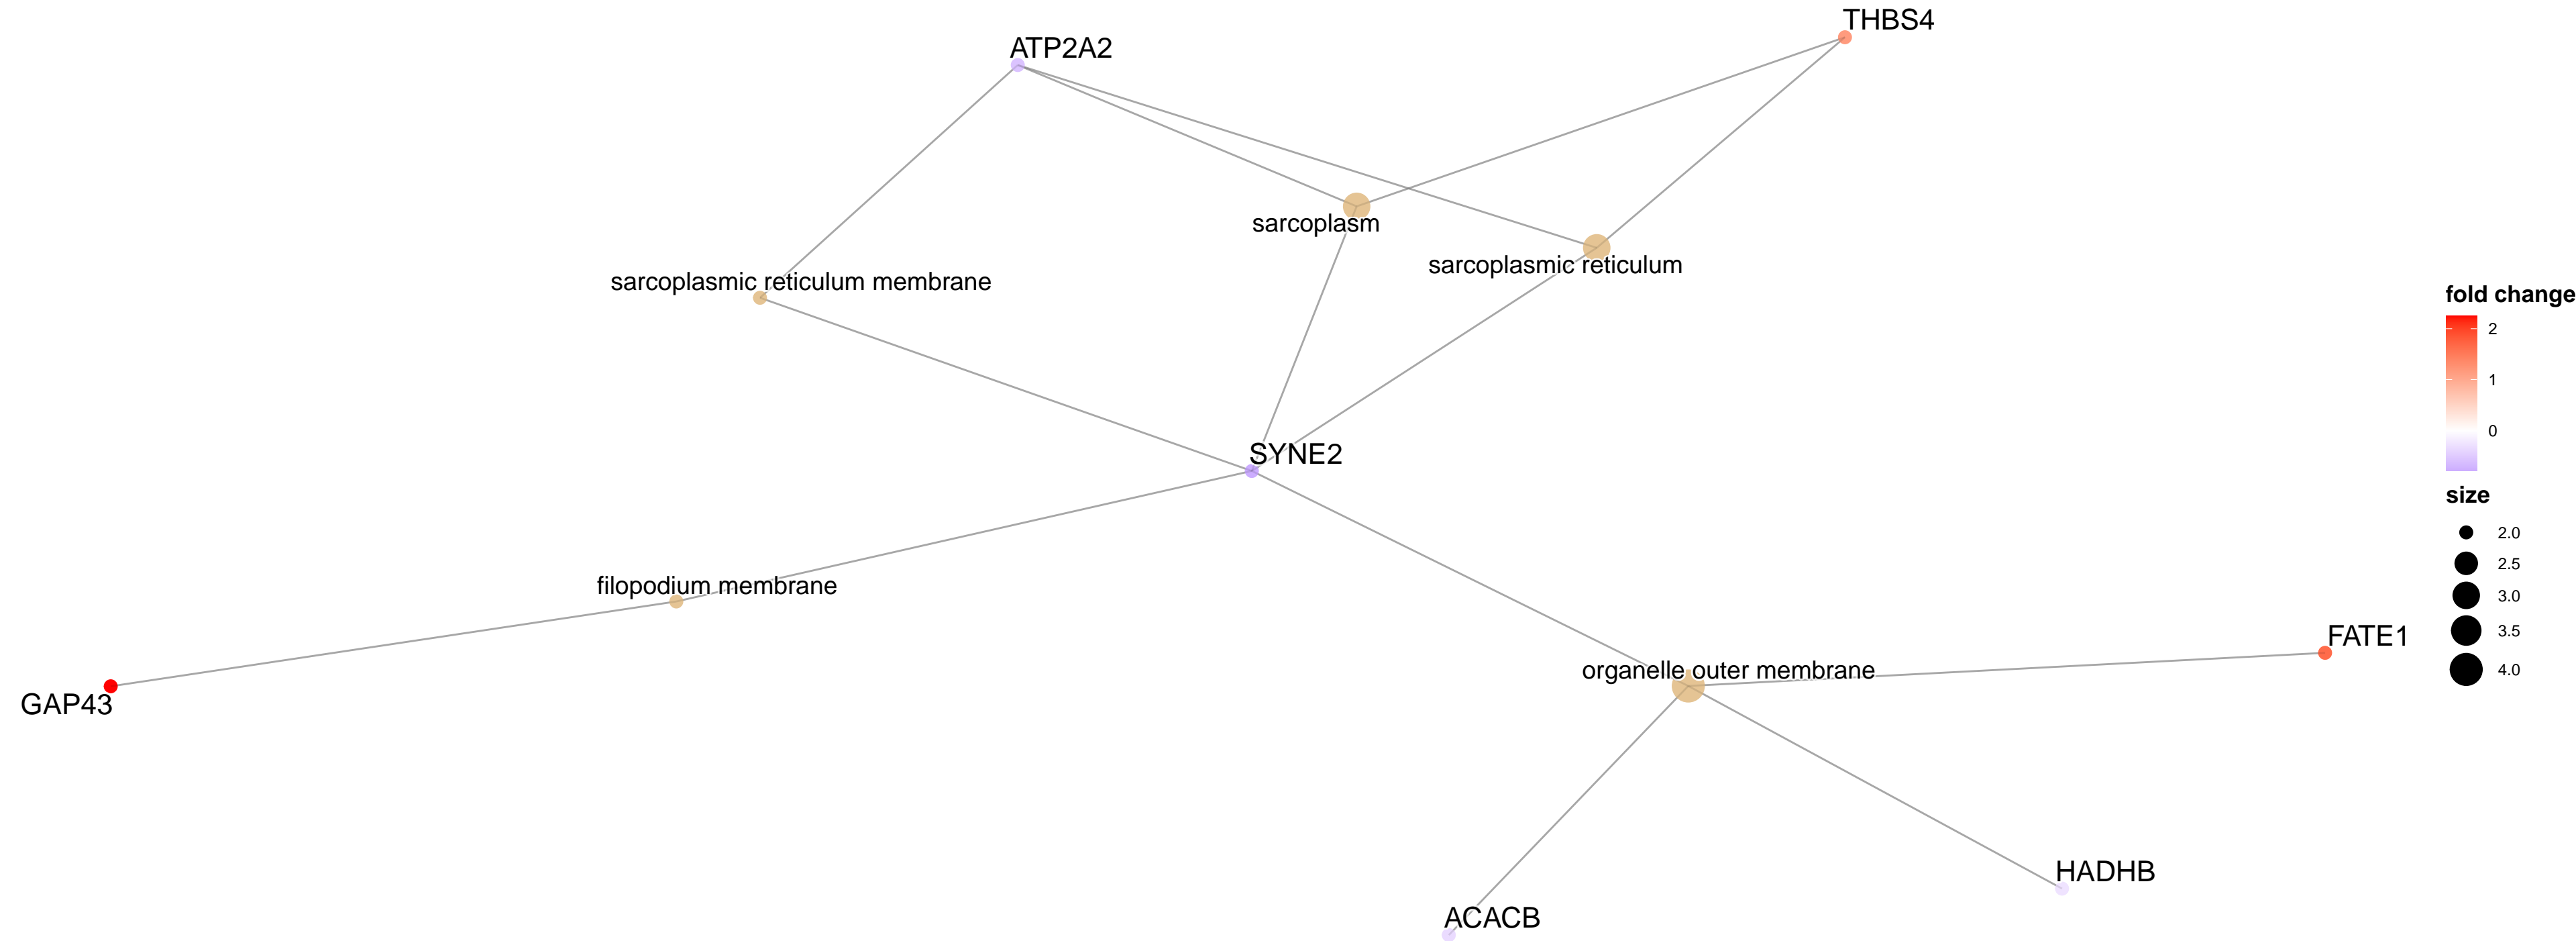 THBS4
ATP2A2
sarcoplasm
sarcoplasmic reticulum
sarcoplasmic reticulum membrane
SYNE2
filopodium membrane
GAP43
organelle outer membrane
FATE1
HADHB
ACACB
fold change
2
1
0
size
2.0
2.5
3.0
3.5
4.0